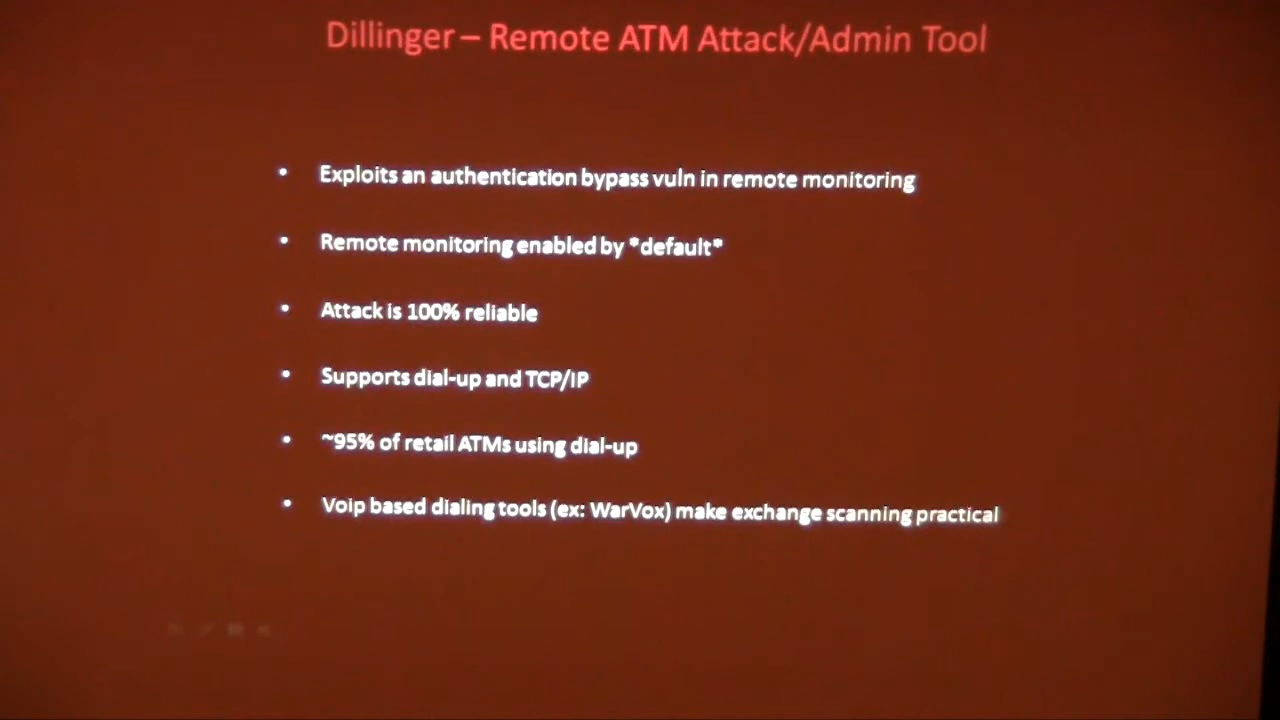 Dillinger – Remote ATM Attack/Admin Tool
• Exploits an authentication bypass vuln in remote monitoring
• Remote monitoring enabled by *default*
• Attack is 100% reliable
• Supports dial-up and TCP/IP
• ~95% of retail ATMs using dial-up
• Voip based dialing tools (ex: WarVox) make exchange scanning practical